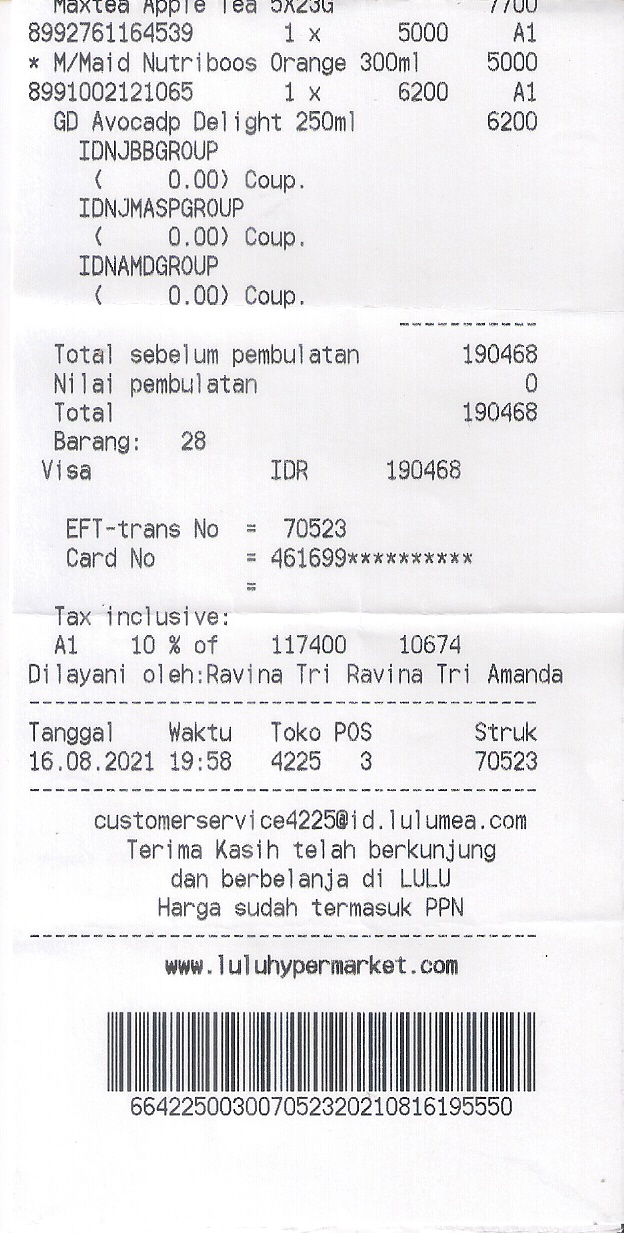 Maxtea Apple Tea 5X23G 7700
8992761164539 1 x 5000 A1
* M/Maid Nutriboos Orange 300ml 5000
8991002121065 1 x 6200 A1
GD Avocadp Delight 250ml 6200
IDNJBBGROUP
( 0.00) Coup.
IDNJMASPGROUP
( 0.00) Coup.
IDNAMDGROUP
( 0.00) Coup.
----------
Total sebelum pembulatan 190468
Nilai pembulatan 0
Total 190468
Barang: 28
Visa IDR 190468
EFT-trans No = 70523
Card No = 461699**********
=
Tax inclusive:
A1 10 % of 117400 10674
Dilayani oleh:Ravina Tri Ravina Tri Amanda
----------------------------------------
Tanggal Waktu Toko POS Struk
16.08.2021 19:58 4225 3 70523
----------------------------------------
customerservice4225@id.lulumea.com
Terima Kasih telah berkunjung
dan berbelanja di LULU
Harga sudah termasuk PPN
----------------------------------------
www.luluhypermarket.com
664225003007052320210816195550